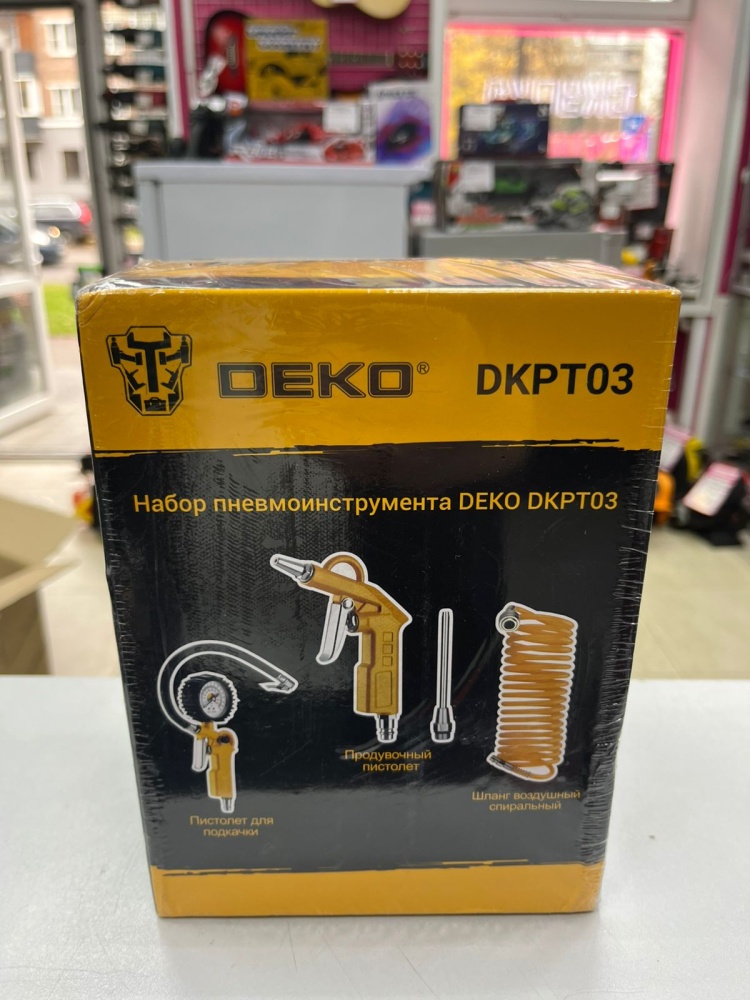 DEKO® DKPT03
Набор пневмоинструмента DEKO DKPT03
Продувочный
пистолет
Шланг воздушный
спиральный
Пистолет для
подкачки